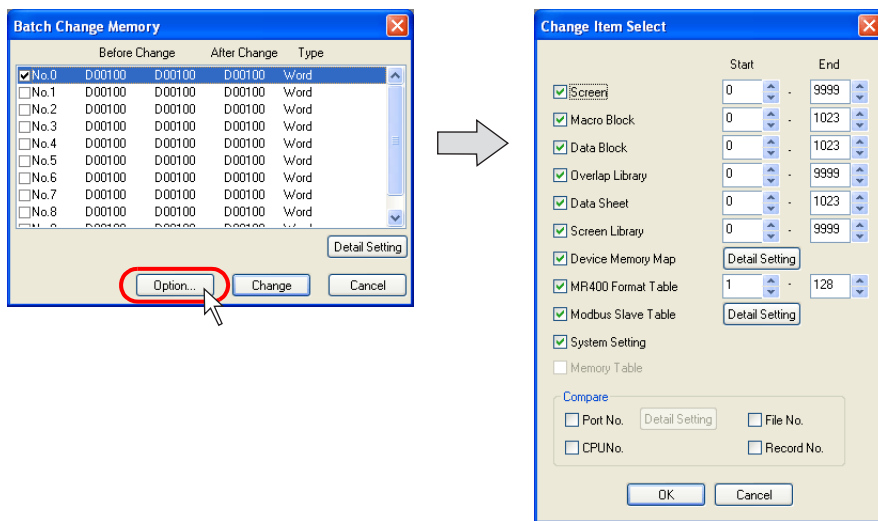 Batch Change Memory
Before Change After Change Type
No.0 D00100 D00100 D00100 Word
No.1 D00100 D00100 D00100 Word
No.2 D00100 D00100 D00100 Word
No.3 D00100 D00100 D00100 Word
No.4 D00100 D00100 D00100 Word
No.5 D00100 D00100 D00100 Word
No.6 D00100 D00100 D00100 Word
No.7 D00100 D00100 D00100 Word
No.8 D00100 D00100 D00100 Word
Detail Setting
Option... Change Cancel
Change Item Select
Start End
Screen 0 - 9999
Macro Block 0 - 1023
Data Block 0 - 1023
Overlap Library 0 - 9999
Data Sheet 0 - 1023
Screen Library 0 - 9999
Device Memory Map Detail Setting
MR400 Format Table 1 - 128
Modbus Slave Table Detail Setting
System Setting
Memory Table
Compare
Port No. Detail Setting File No.
CPUNo. Record No.
OK Cancel